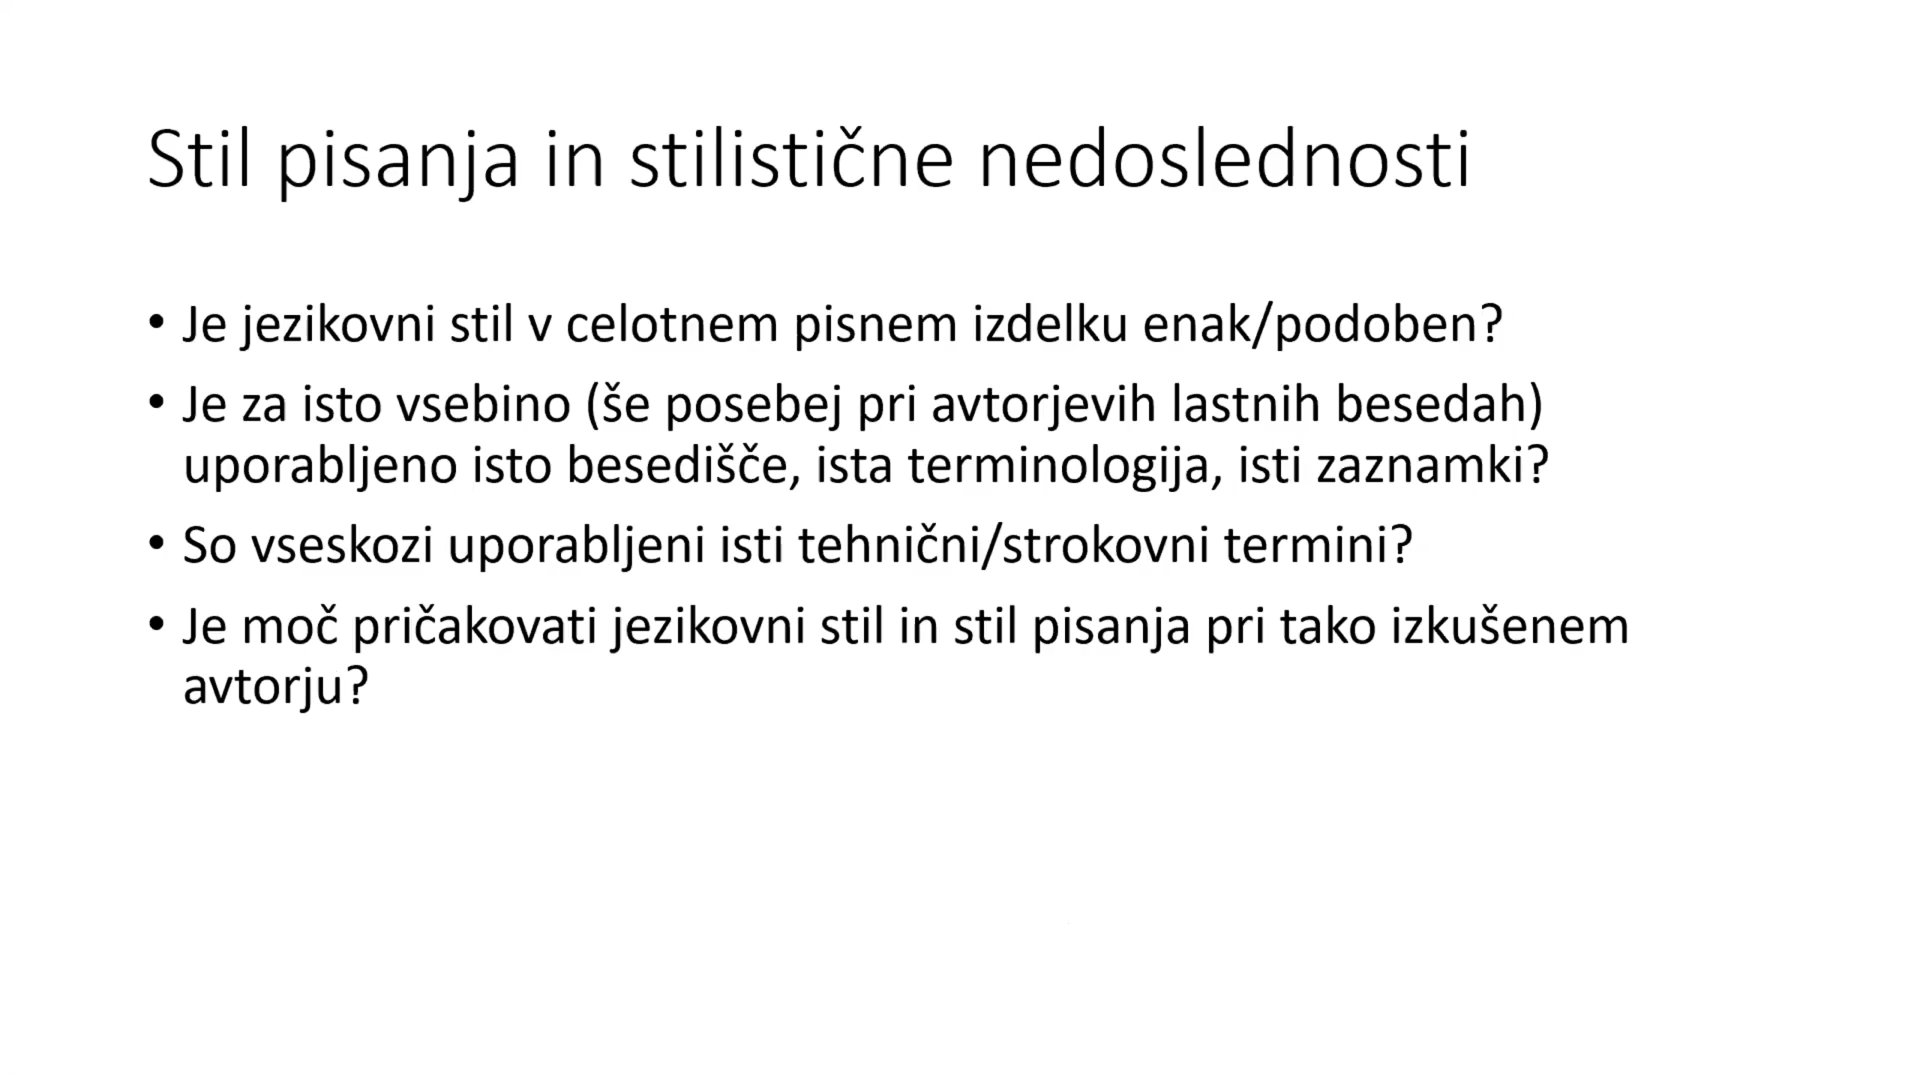 Stil pisanja in stilistične nedoslednosti
• Je jezikovni stil v celotnem pisnem izdelku enak/podoben?
• Je za isto vsebino (še posebej pri avtorjevih lastnih besedah)
uporabljeno isto besedišče, ista terminologija, isti zaznamki?
• So vseskozi uporabljeni isti tehnični/strokovni termini?
• Je moč pričakovati jezikovni stil in stil pisanja pri tako izkušenem
avtorju?